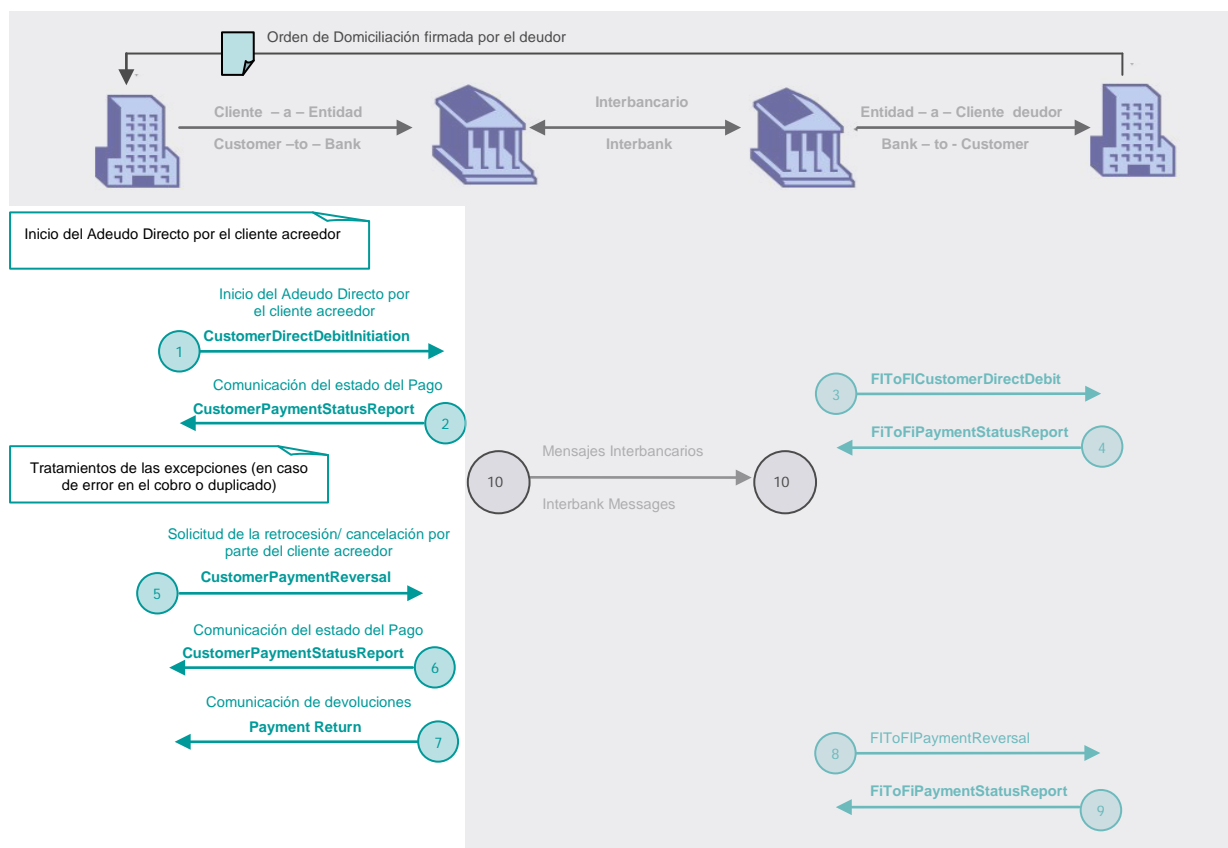 Orden de Domiciliación firmada por el deudor
Cliente – a – Entidad
Customer –to – Bank
Interbancario
Interbank
Entidad – a – Cliente deudor
Bank – to - Customer
Inicio del Adeudo Directo por el cliente acreedor
Inicio del Adeudo Directo por
el cliente acreedor
CustomerDirectDebitInitiation
1
Comunicación del estado del Pago
CustomerPaymentStatusReport
2
3
FIToFICustomerDirectDebit
FiToFiPaymentStatusReport
4
Tratamientos de las excepciones (en caso
de error en el cobro o duplicado)
10
Mensajes Interbancarios
Interbank Messages
10
Solicitud de la retrocesión/ cancelación por
parte del cliente acreedor
CustomerPaymentReversal
5
Comunicación del estado del Pago
CustomerPaymentStatusReport
6
Comunicación de devoluciones
Payment Return
7
FIToFIPaymentReversal
8
FiToFiPaymentStatusReport
9